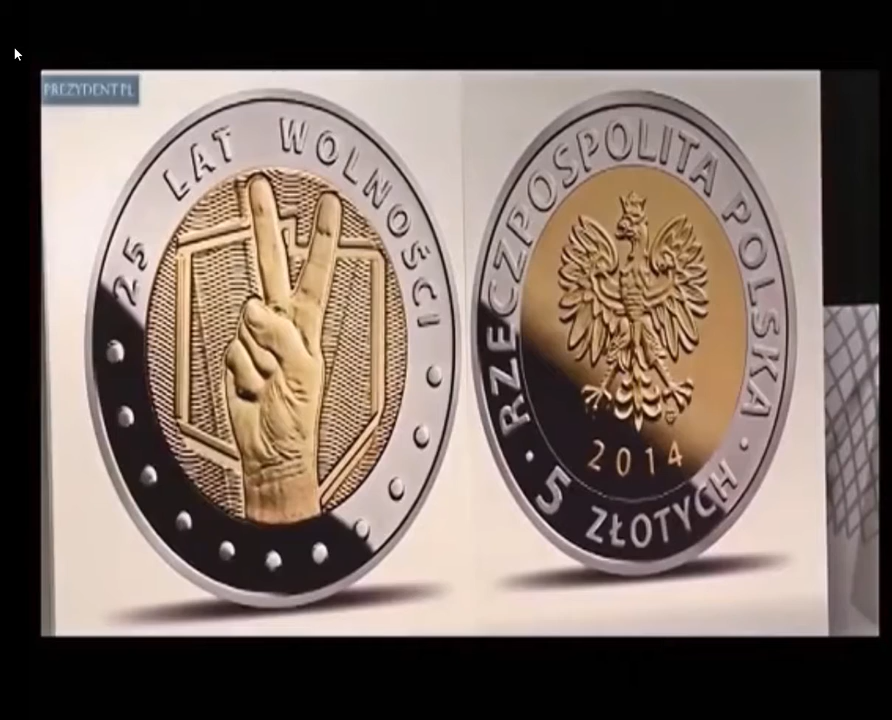 PREZYDENT.PL
25 LAT WOLNOŚCI
RZECZPOSPOLITA POLSKA
2014
5 ZŁOTYCH